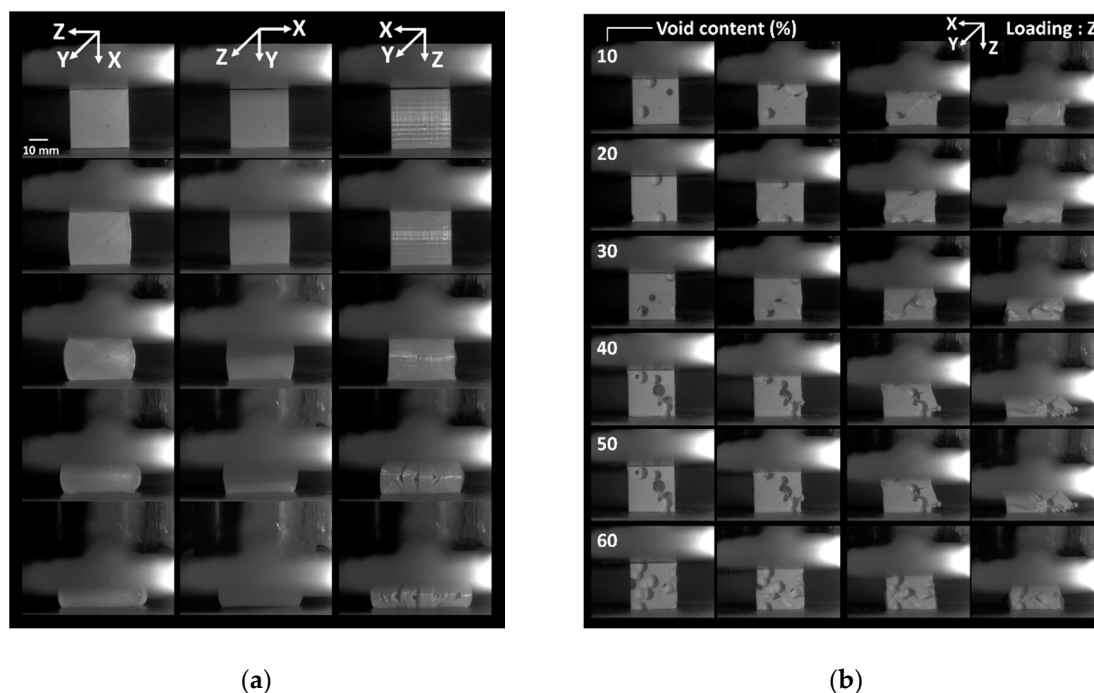 Z X
Y X
X
Z Y
X
Y Z
10 mm
Void content (%)
X
Y Z
Loading : Z
10
20
30
40
50
60
(a)
(b)